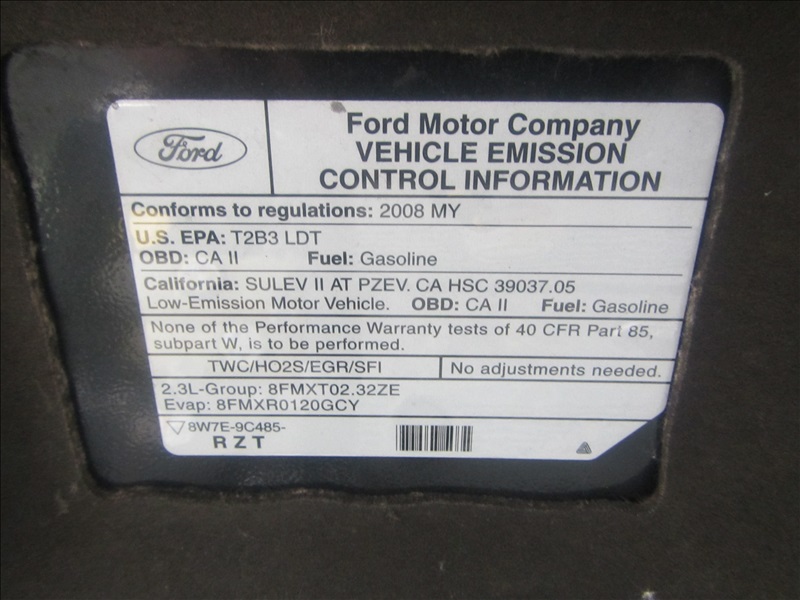 Ford
Ford Motor Company
VEHICLE EMISSION
CONTROL INFORMATION
Conforms to regulations: 2008 MY
U.S. EPA: T2B3 LDT
OBD: CA II Fuel: Gasoline
California: SULEV II AT PZEV. CA HSC 39037.05
Low-Emission Motor Vehicle. OBD: CA II Fuel: Gasoline
None of the Performance Warranty tests of 40 CFR Part 85,
subpart W, is to be performed.
TWC/HO2S/EGR/SFI No adjustments needed.
2.3L-Group: 8FMXT02.32ZE
Evap: 8FMXR0120GCY
8W7E-9C485-
RZT